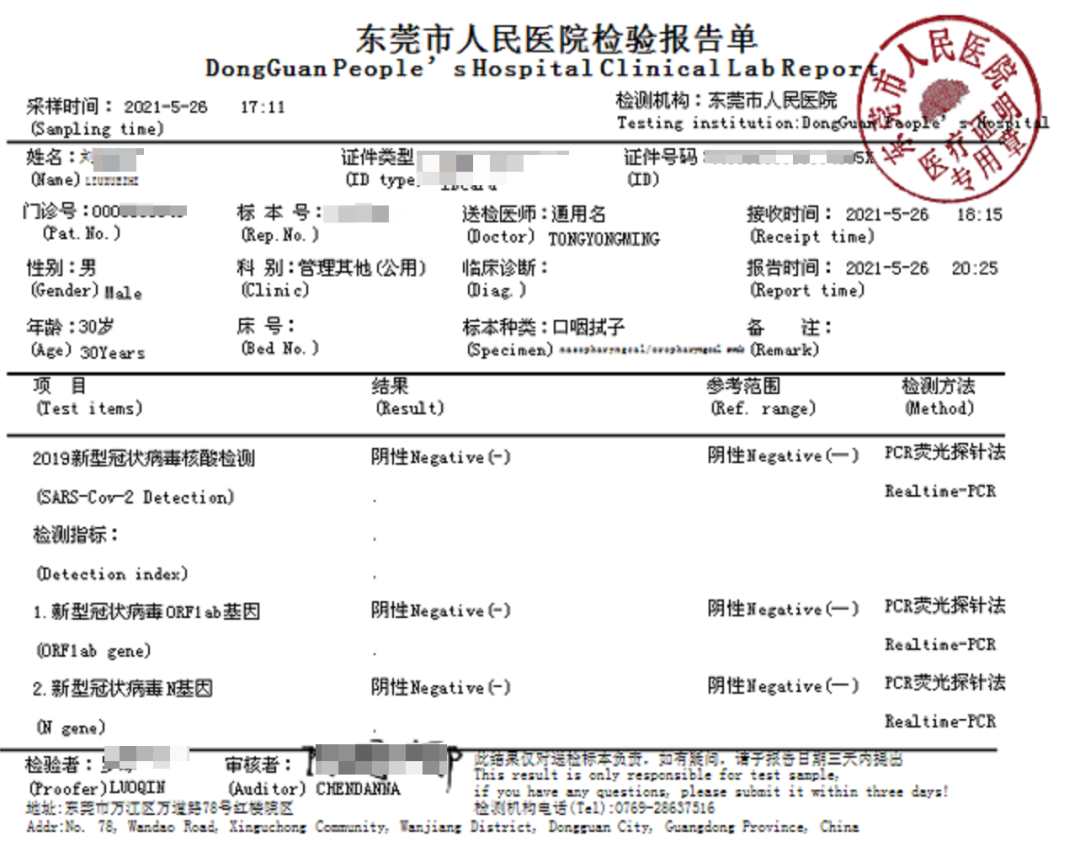 东莞市人民医院检验报告单
DongGuan People's Hospital Clinical Lab Report
采样时间： 2021-5-26 17:11 检测机构：东莞市人民医院
(Sampling time) Testing institution:DongGuan People's Hospital
东莞市人民医院
医疗证明
专用章
姓名： 证件类型 证件号码 5X
(Name) (ID type) IDcard (ID)
门诊号：000 标 本 号： 送检医师：通用名 接收时间： 2021-5-26 18:15
(Pat.No.) (Rep.No.) (Doctor) TONGYONGMING (Receipt time)
性别：男 科 别：管理其他(公用) 临床诊断： 报告时间： 2021-5-26 20:25
(Gender) Male (Clinic) (Diag.) (Report time)
年龄：30岁 床 号： 标本种类：口咽拭子 备 注：
(Age) 30Years (Bed No.) (Specimen) nasopharyngeal/oropharyngeal swab (Remark)
项 目 结果 参考范围 检测方法
(Test items) (Result) (Ref. range) (Method)
2019新型冠状病毒核酸检测 阴性Negative(-) 阴性Negative(一) PCR荧光探针法
(SARS-Cov-2 Detection) . Realtime-PCR
检测指标： .
(Detection index) .
1.新型冠状病毒ORF1ab基因 阴性Negative(-) 阴性Negative(一) PCR荧光探针法
(ORF1ab gene) . Realtime-PCR
2.新型冠状病毒N基因 阴性Negative(-) 阴性Negative(一) PCR荧光探针法
(N gene) . Realtime-PCR
检验者： 审核者： 此结果仅对送检标本负责，如有疑问，请于报告日期三天内提出
(Proofer)LUOQIN (Auditor) CHENDANNA This result is only responsible for test sample,
if you have any questions, please submit it within three days!
地址：东莞市万江区万道路78号红楼院区 检测机构电话(Tel):0769-28637516
Addr:No. 78, Wandao Road, Xinguchong Community, Wanjiang District, Dongguan City, Guangdong Province, China